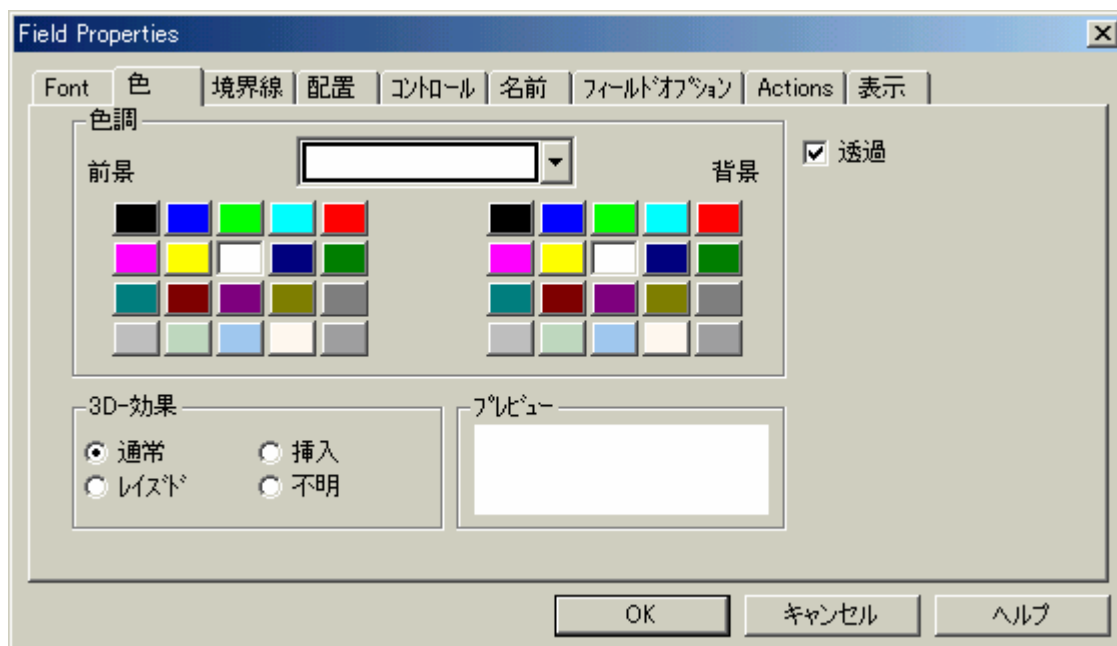 Field Properties
Font 色 境界線 配置 ｺﾝﾄﾛｰﾙ 名前 ﾌｨｰﾙﾄﾞｵﾌﾟｼｮﾝ Actions 表示
色調
透過
前景 背景
3D-効果 ﾌﾟﾚﾋﾞｭｰ
通常 挿入
ﾚｲｽﾞﾄﾞ 不明
OK キャンセル ヘルプ